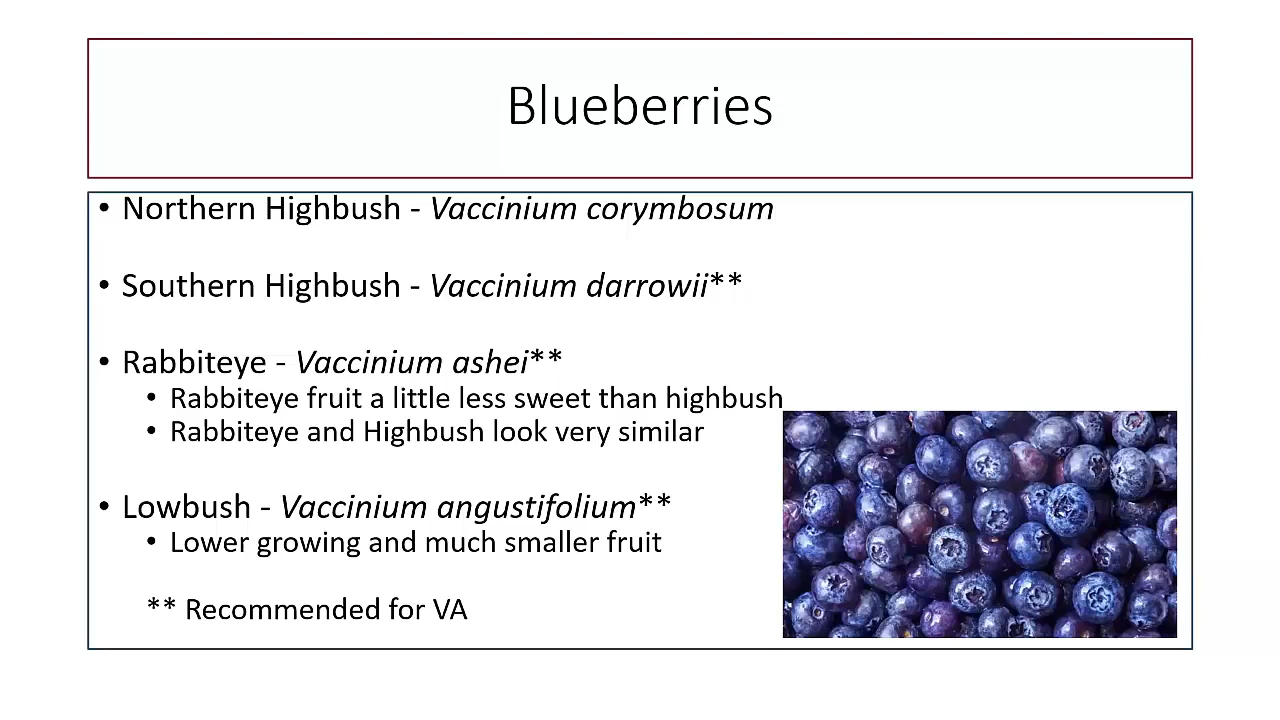 Blueberries
• Northern Highbush - Vaccinium corymbosum
• Southern Highbush - Vaccinium darrowii**
• Rabbiteye - Vaccinium ashei**
• Rabbiteye fruit a little less sweet than highbush
• Rabbiteye and Highbush look very similar
• Lowbush - Vaccinium angustifolium**
• Lower growing and much smaller fruit
** Recommended for VA